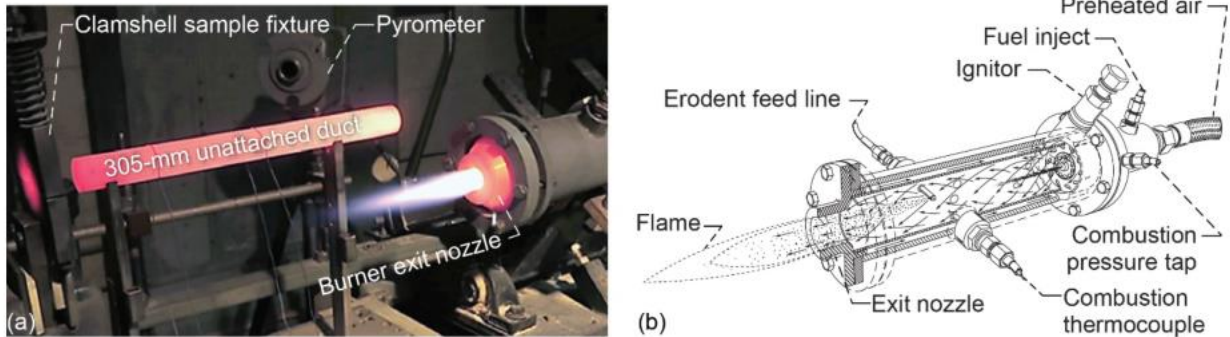 Clamshell sample fixture
Pyrometer
305-mm unattached duct
Burner exit nozzle
(a)
Preheated air
Fuel inject
Ignitor
Erodent feed line
Flame
Exit nozzle
Combustion
pressure tap
Combustion
thermocouple
(b)